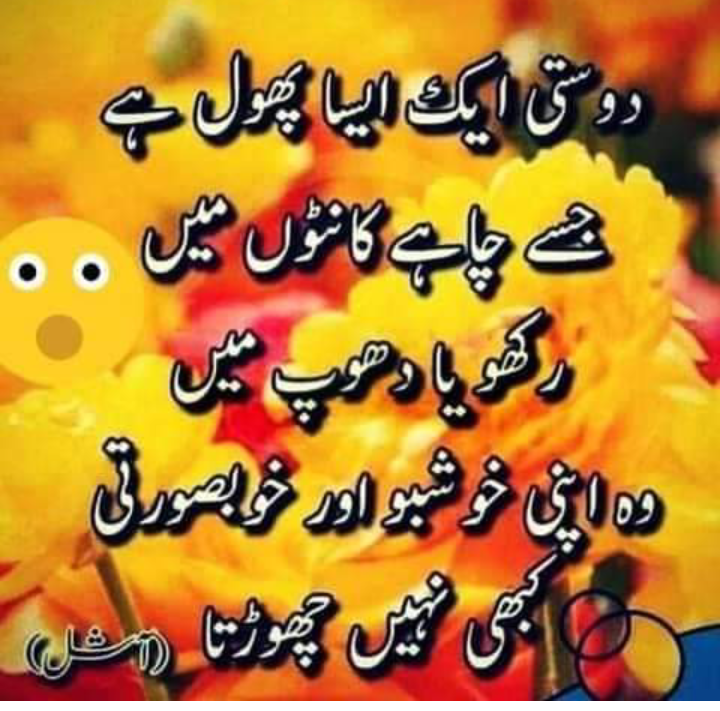 دوستی ایک ایسا پھول ہے
جسے چاہے کانٹوں میں
رکھو یا دھوپ میں
وہ اپنی خوشبو اور خوبصورتی
کبھی نہیں چھوڑتا